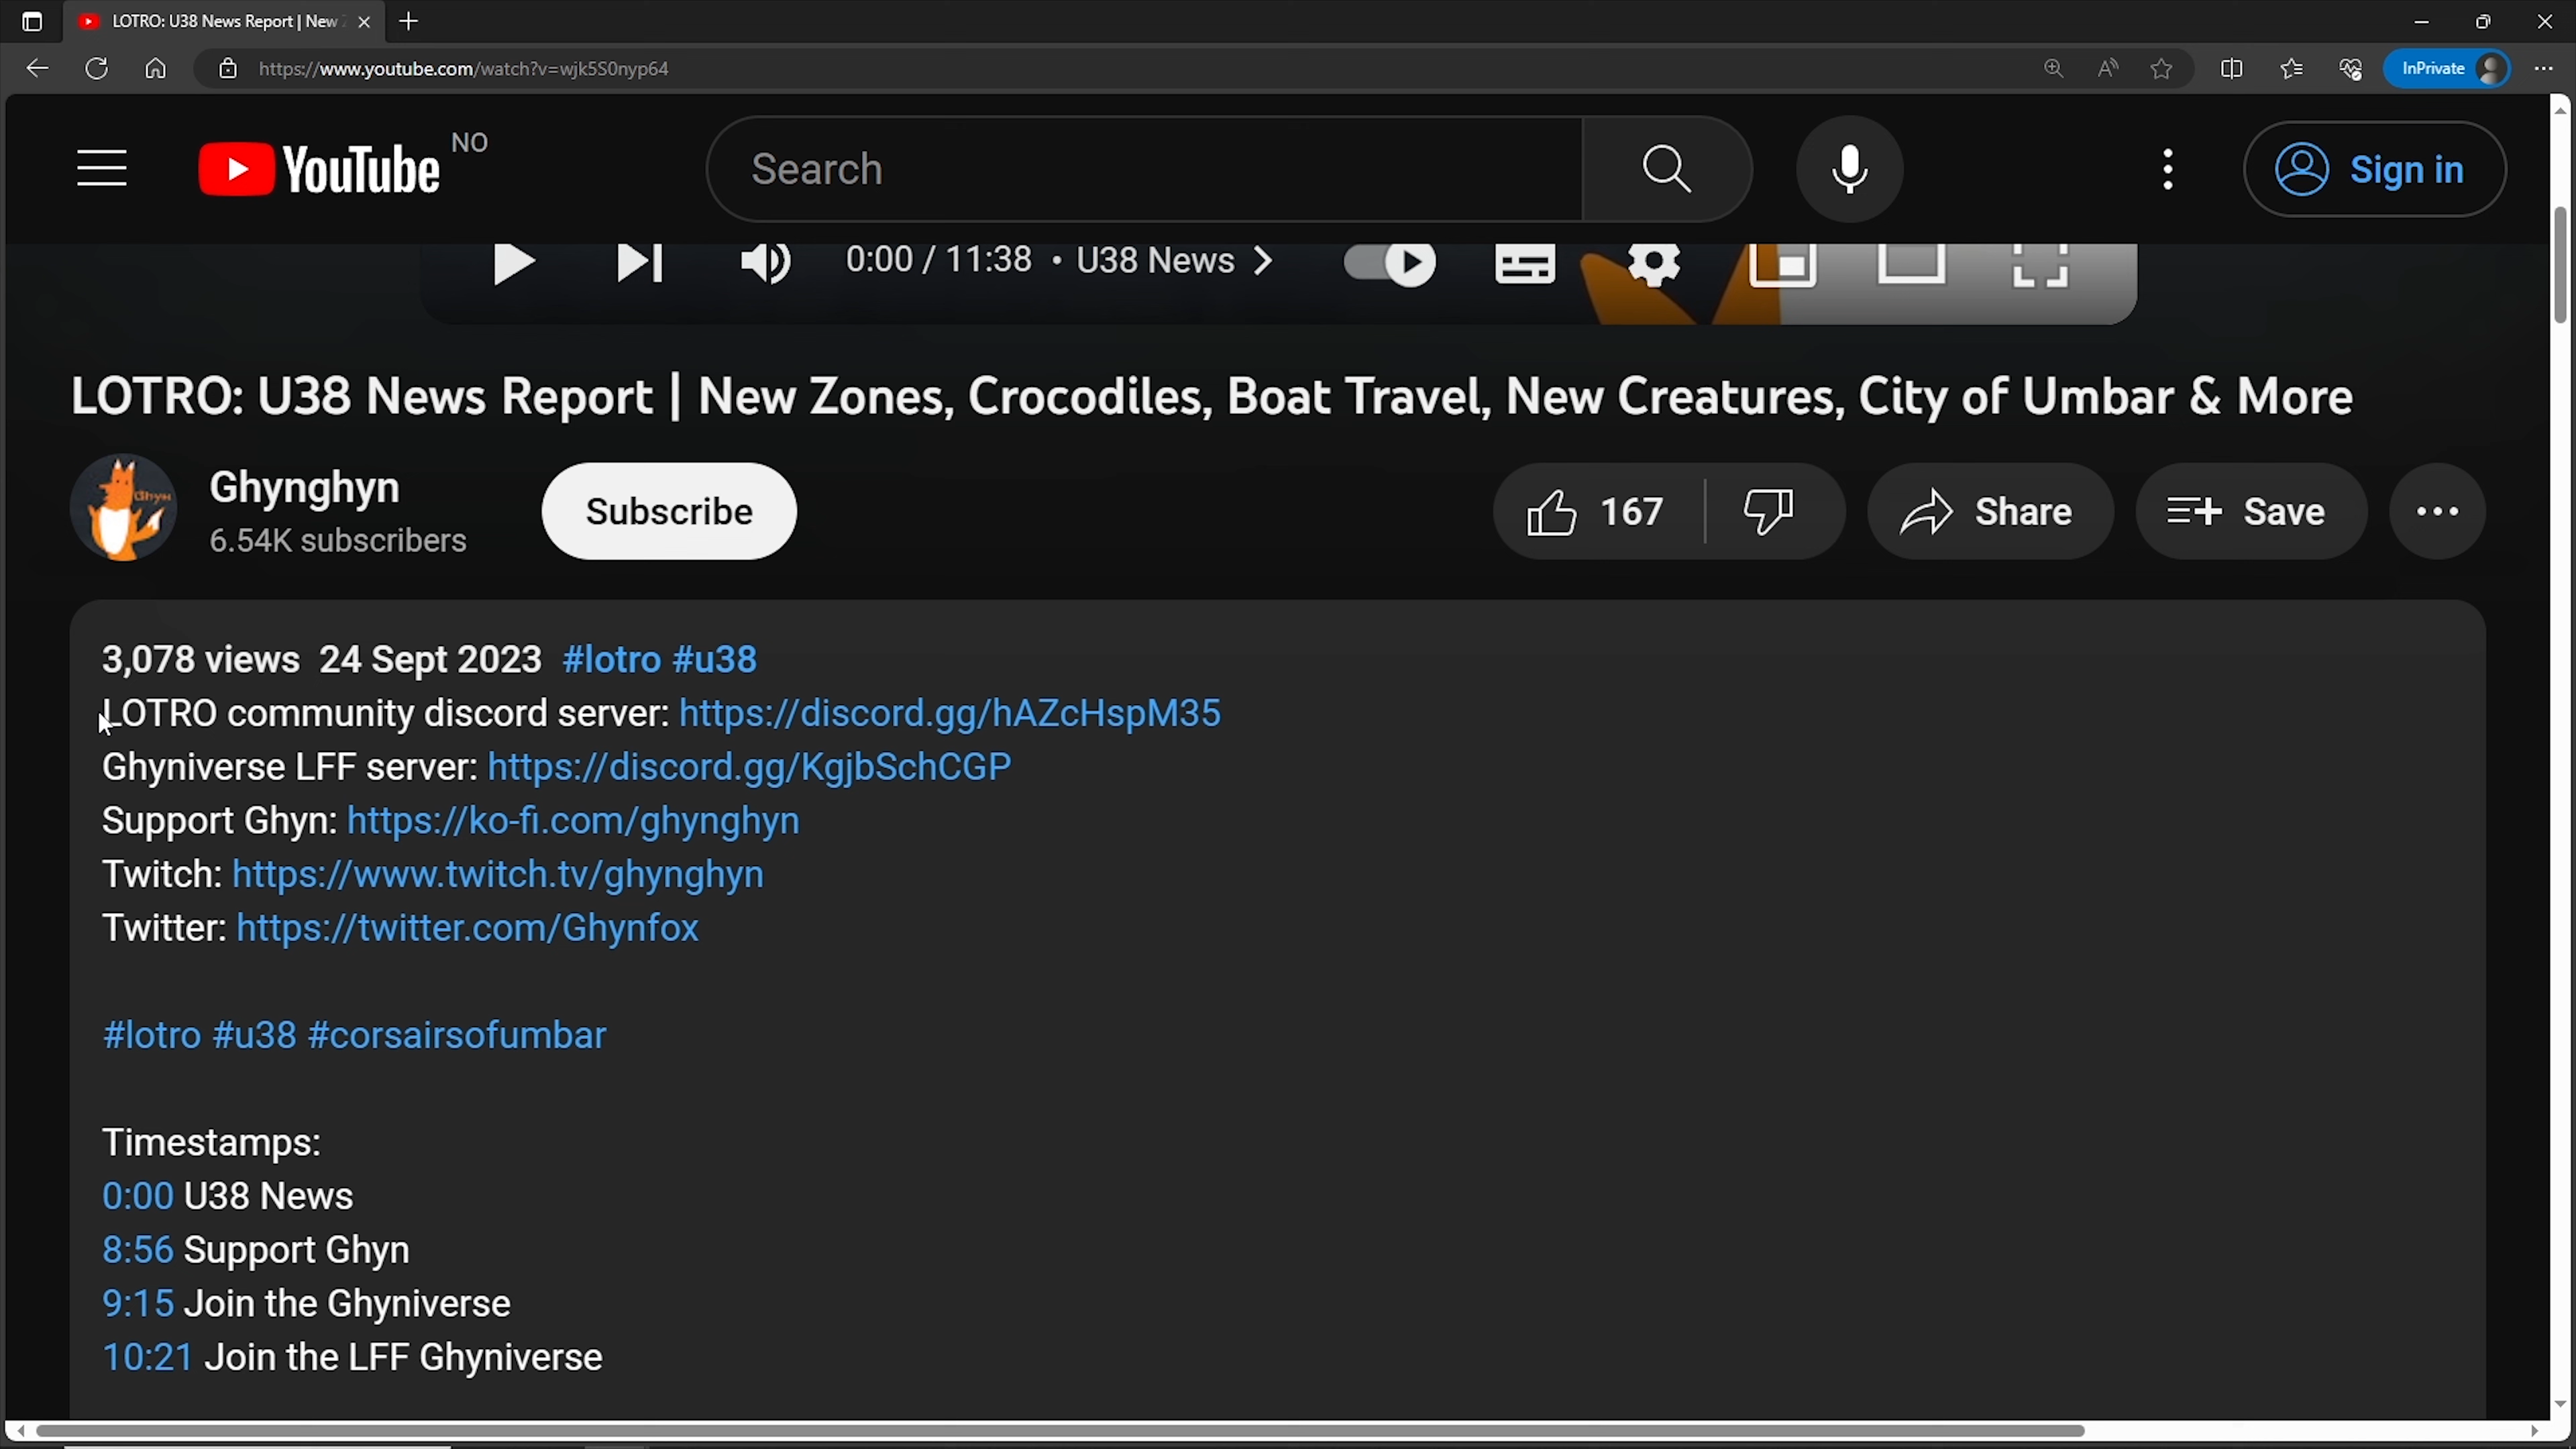 LOTRO: U38 News Report | New
https://www.youtube.com/watch?v=wjk5S0nyp64
InPrivate
YouTube NO
Search
Sign in
0:00 / 11:38 • U38 News
LOTRO: U38 News Report | New Zones, Crocodiles, Boat Travel, New Creatures, City of Umbar & More
Ghynghyn
6.54K subscribers
Subscribe
167
Share
Save
3,078 views 24 Sept 2023 #lotro #u38
LOTRO community discord server: https://discord.gg/hAZcHspM35
Ghyniverse LFF server: https://discord.gg/KgjbSchCGP
Support Ghyn: https://ko-fi.com/ghynghyn
Twitch: https://www.twitch.tv/ghynghyn
Twitter: https://twitter.com/Ghynfox
#lotro #u38 #corsairsofumbar
Timestamps:
0:00 U38 News
8:56 Support Ghyn
9:15 Join the Ghyniverse
10:21 Join the LFF Ghyniverse